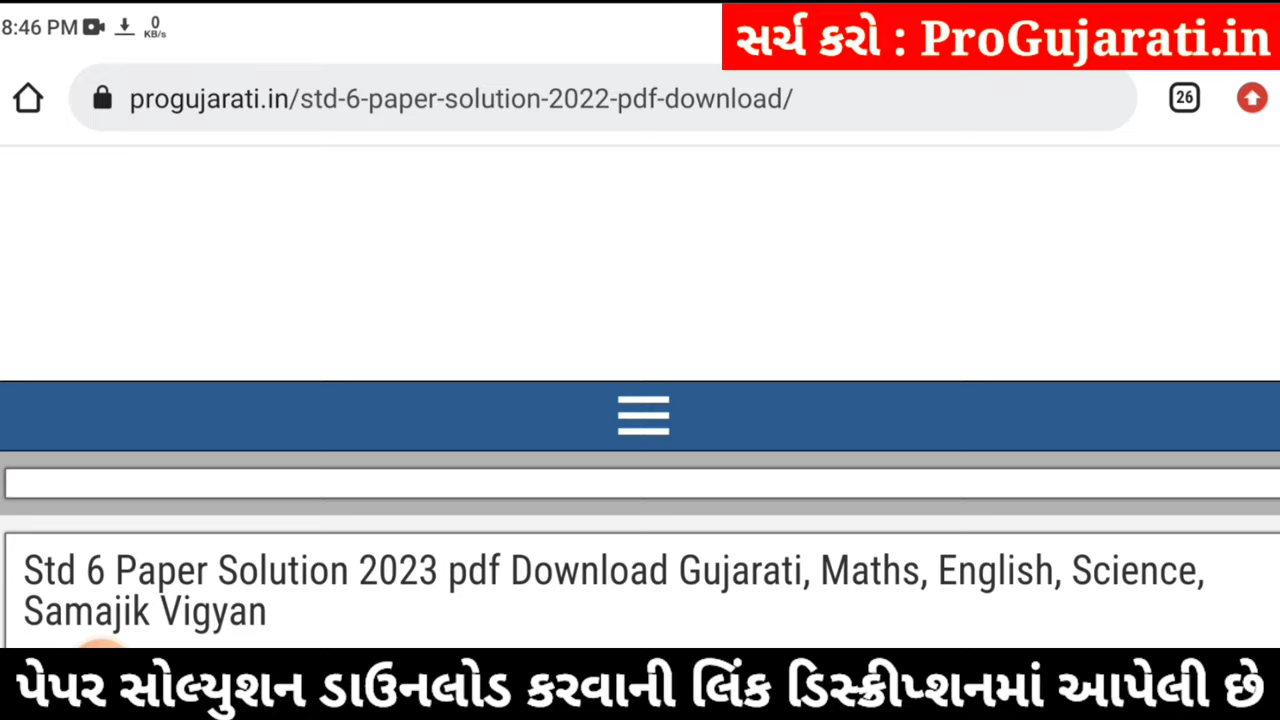 8:46 PM 0 KB/s
સર્ચ કરો : ProGujarati.in
progujarati.in/std-6-paper-solution-2022-pdf-download/
26
Std 6 Paper Solution 2023 pdf Download Gujarati, Maths, English, Science,
Samajik Vigyan
પેપર સોલ્યુશન ડાઉનલોડ કરવાની લિંક ડિસ્ક્રીપ્શનમાં આપેલી છે